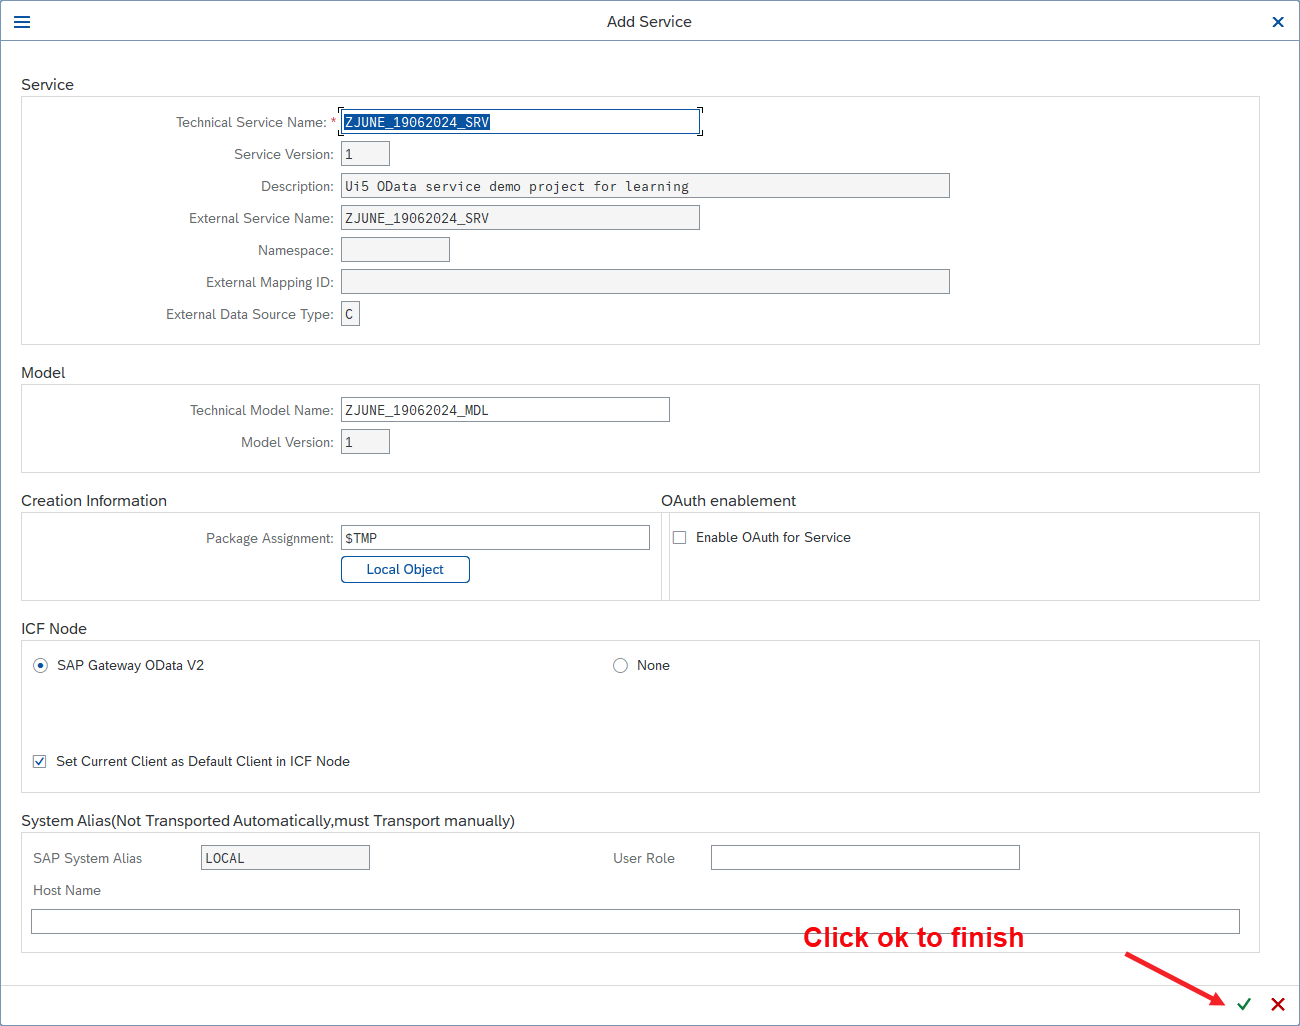 Add Service
Service
Technical Service Name: * ZJUNE_19062024_SRV
Service Version: 1
Description: Ui5 OData service demo project for learning
External Service Name: ZJUNE_19062024_SRV
Namespace:
External Mapping ID:
External Data Source Type: C
Model
Technical Model Name: ZJUNE_19062024_MDL
Model Version: 1
Creation Information OAuth enablement
Package Assignment: $TMP Enable OAuth for Service
Local Object
ICF Node
SAP Gateway OData V2 None
Set Current Client as Default Client in ICF Node
System Alias(Not Transported Automatically,must Transport manually)
SAP System Alias LOCAL User Role
Host Name
Click ok to finish